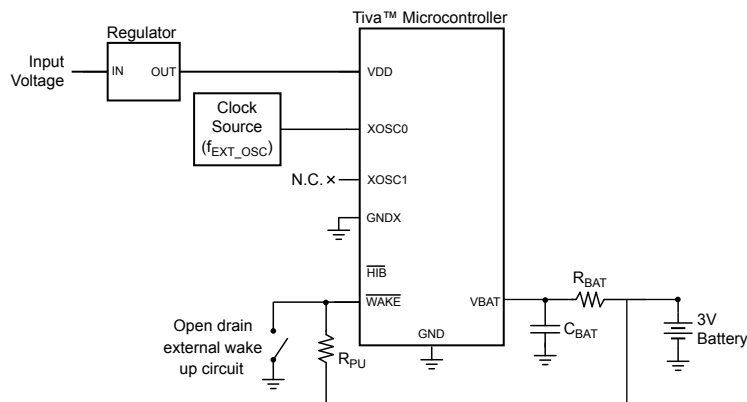 Tiva™ Microcontroller
Regulator
Input
Voltage
IN
OUT
VDD
Clock
Source
(fEXT_OSC)
XOSC0
N.C.
XOSC1
GNDX
HIB
WAKE
VBAT
RBAT
Open drain
external wake
up circuit
RPU
GND
CBAT
3V
Battery